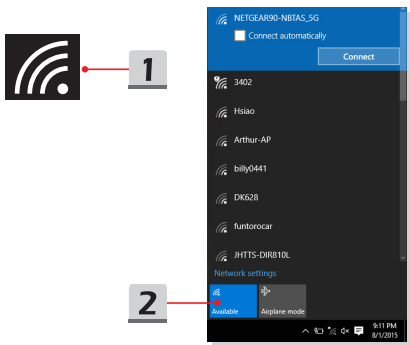 1
NETGEAR90-NBTAS_5G
Connect automatically
Connect
3402
Hsiao
Arthur-AP
billy0441
DK628
funtorocar
JHTTS-DIR810L
Network settings
2
Available
Airplane mode
9:11 PM
8/1/2015